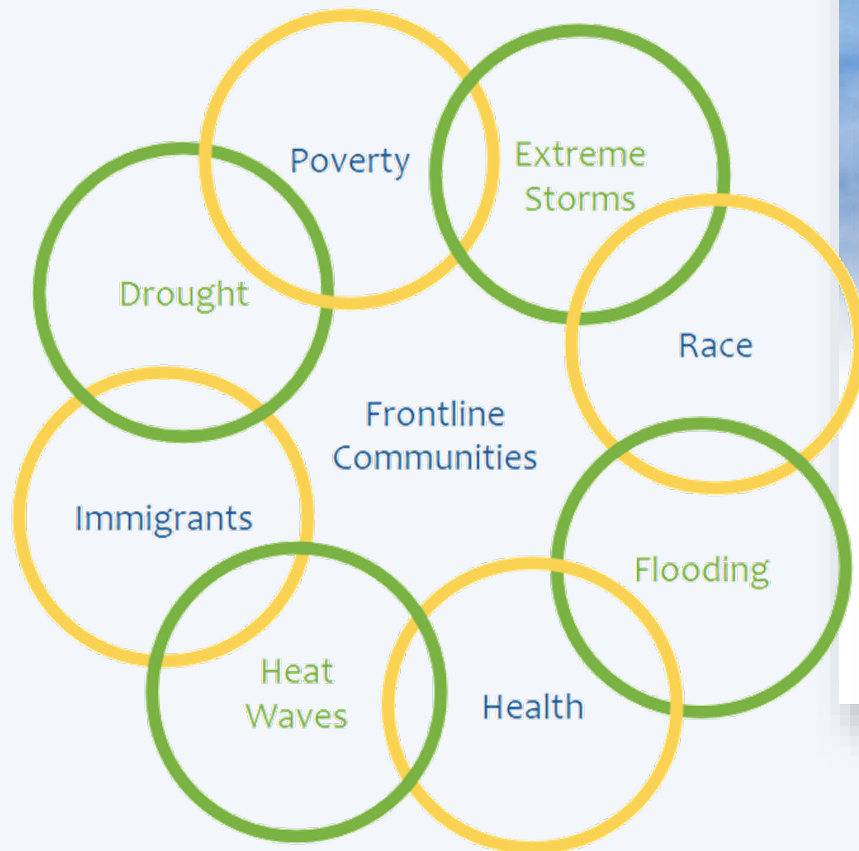 Poverty
Extreme
Storms
Drought
Race
Frontline
Communities
Immigrants
Flooding
Heat
Waves
Health